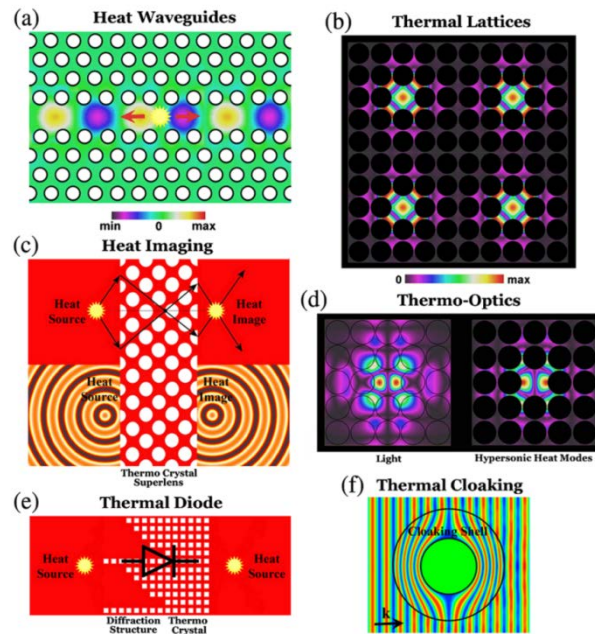 (a) Heat Waveguides
min 0 max
(b) Thermal Lattices
0 max
(c) Heat Imaging
Heat
Source
Heat
Image
Heat
Source
Heat
Image
Thermo Crystal
Superlens
(d) Thermo-Optics
Light
Hypersonic Heat Modes
(e) Thermal Diode
Heat
Source
Heat
Source
Diffraction
Structure
Thermo
Crystal
(f) Thermal Cloaking
Cloaking Shell
k